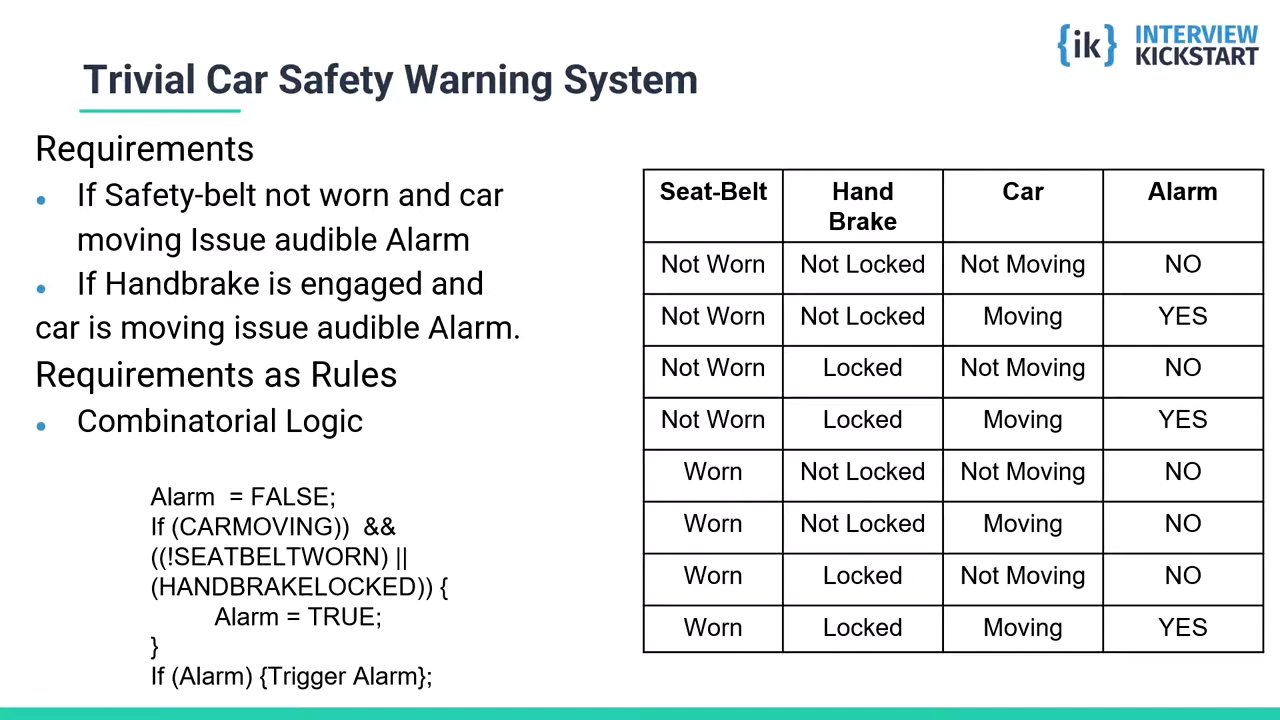 {ik} INTERVIEW
KICKSTART
Trivial Car Safety Warning System
Requirements
• If Safety-belt not worn and car
moving Issue audible Alarm
• If Handbrake is engaged and
car is moving issue audible Alarm.
Requirements as Rules
• Combinatorial Logic
Alarm  = FALSE;
If (CARMOVING))  &&
((!SEATBELTWORN) ||
(HANDBRAKELOCKED)) {
Alarm = TRUE;
}
If (Alarm) {Trigger Alarm};
Seat-Belt Hand Brake Car Alarm
Not Worn Not Locked Not Moving NO
Not Worn Not Locked Moving YES
Not Worn Locked Not Moving NO
Not Worn Locked Moving YES
Worn Not Locked Not Moving NO
Worn Not Locked Moving NO
Worn Locked Not Moving NO
Worn Locked Moving YES